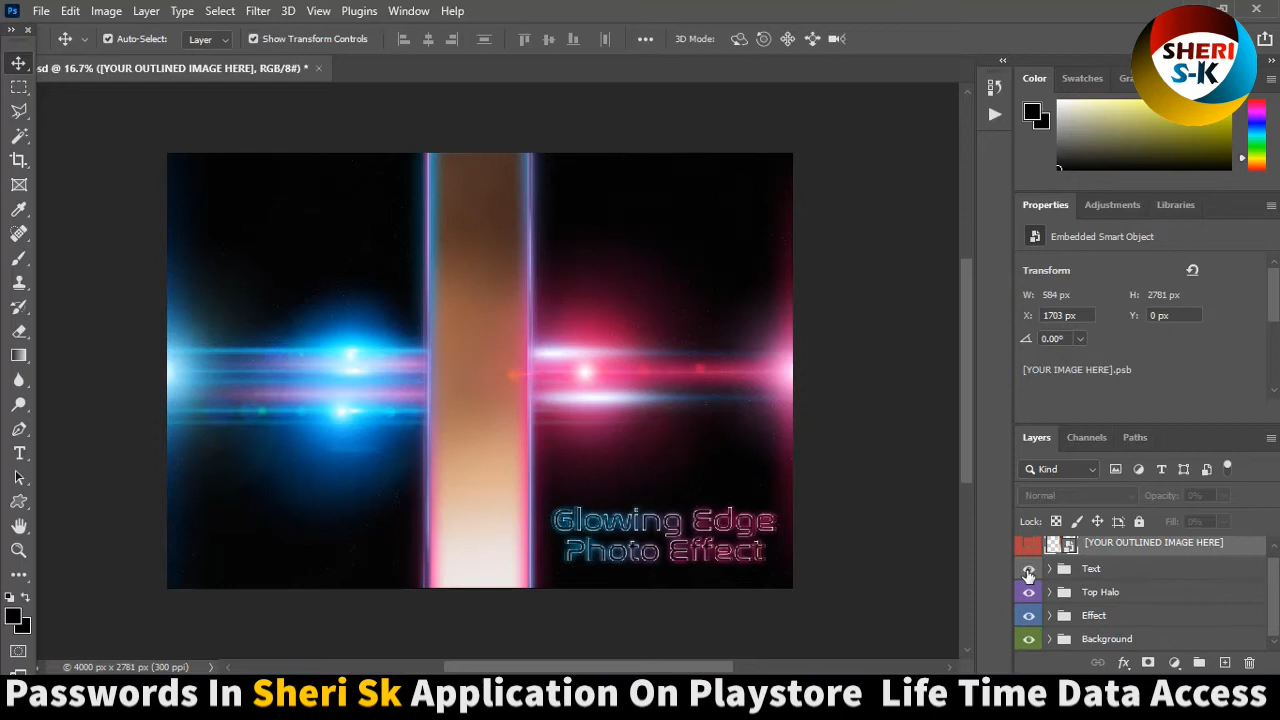 Ps File Edit Image Layer Type Select Filter 3D View Plugins Window Help
Auto-Select: Layer Show Transform Controls 3D Mode:
SHERI
S-K
sd @ 16.7% ([YOUR OUTLINED IMAGE HERE], RGB/8#) *
Color Swatches Gra
Properties Adjustments Libraries
Embedded Smart Object
Transform
W: 584 px H: 2781 px
X: 1703 px Y: 0 px
0.00°
[YOUR IMAGE HERE].psb
Layers Channels Paths
Kind
Normal Opacity: 0%
Lock: Fill: 0%
[YOUR OUTLINED IMAGE HERE]
Text
Top Halo
Effect
Background
Glowing Edge
Photo Effect
© 4000 px x 2781 px (300 ppi)
Passwords In Sheri Sk Application On Playstore Life Time Data Access